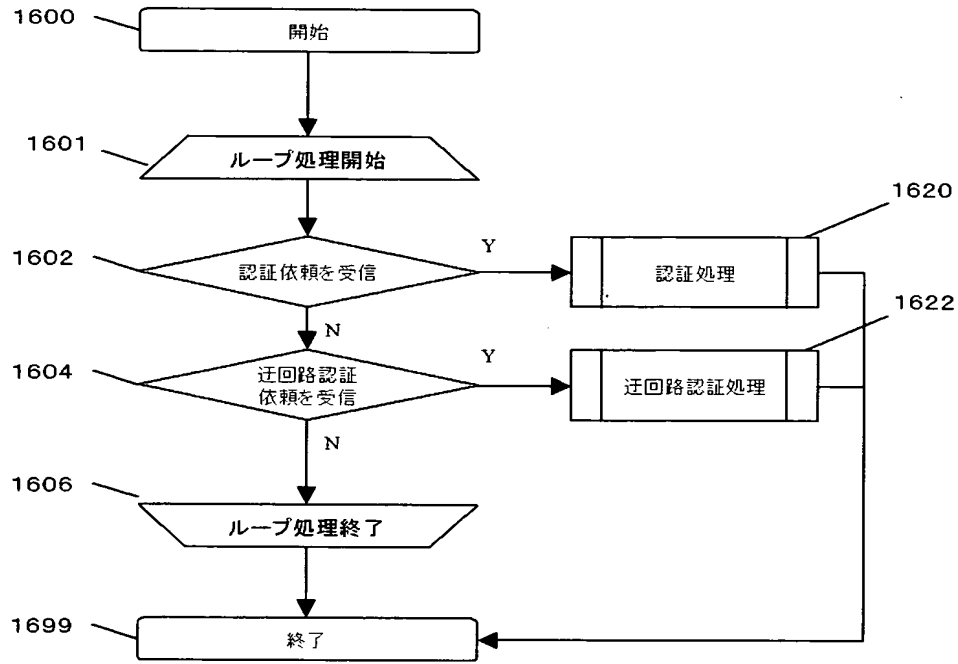 1600
開始
1601
ループ処理開始
1602
認証依頼を受信
Y
1620
認証処理
N
1604
迂回路認証
依頼を受信
Y
1622
迂回路認証処理
N
1606
ループ処理終了
1699
終了